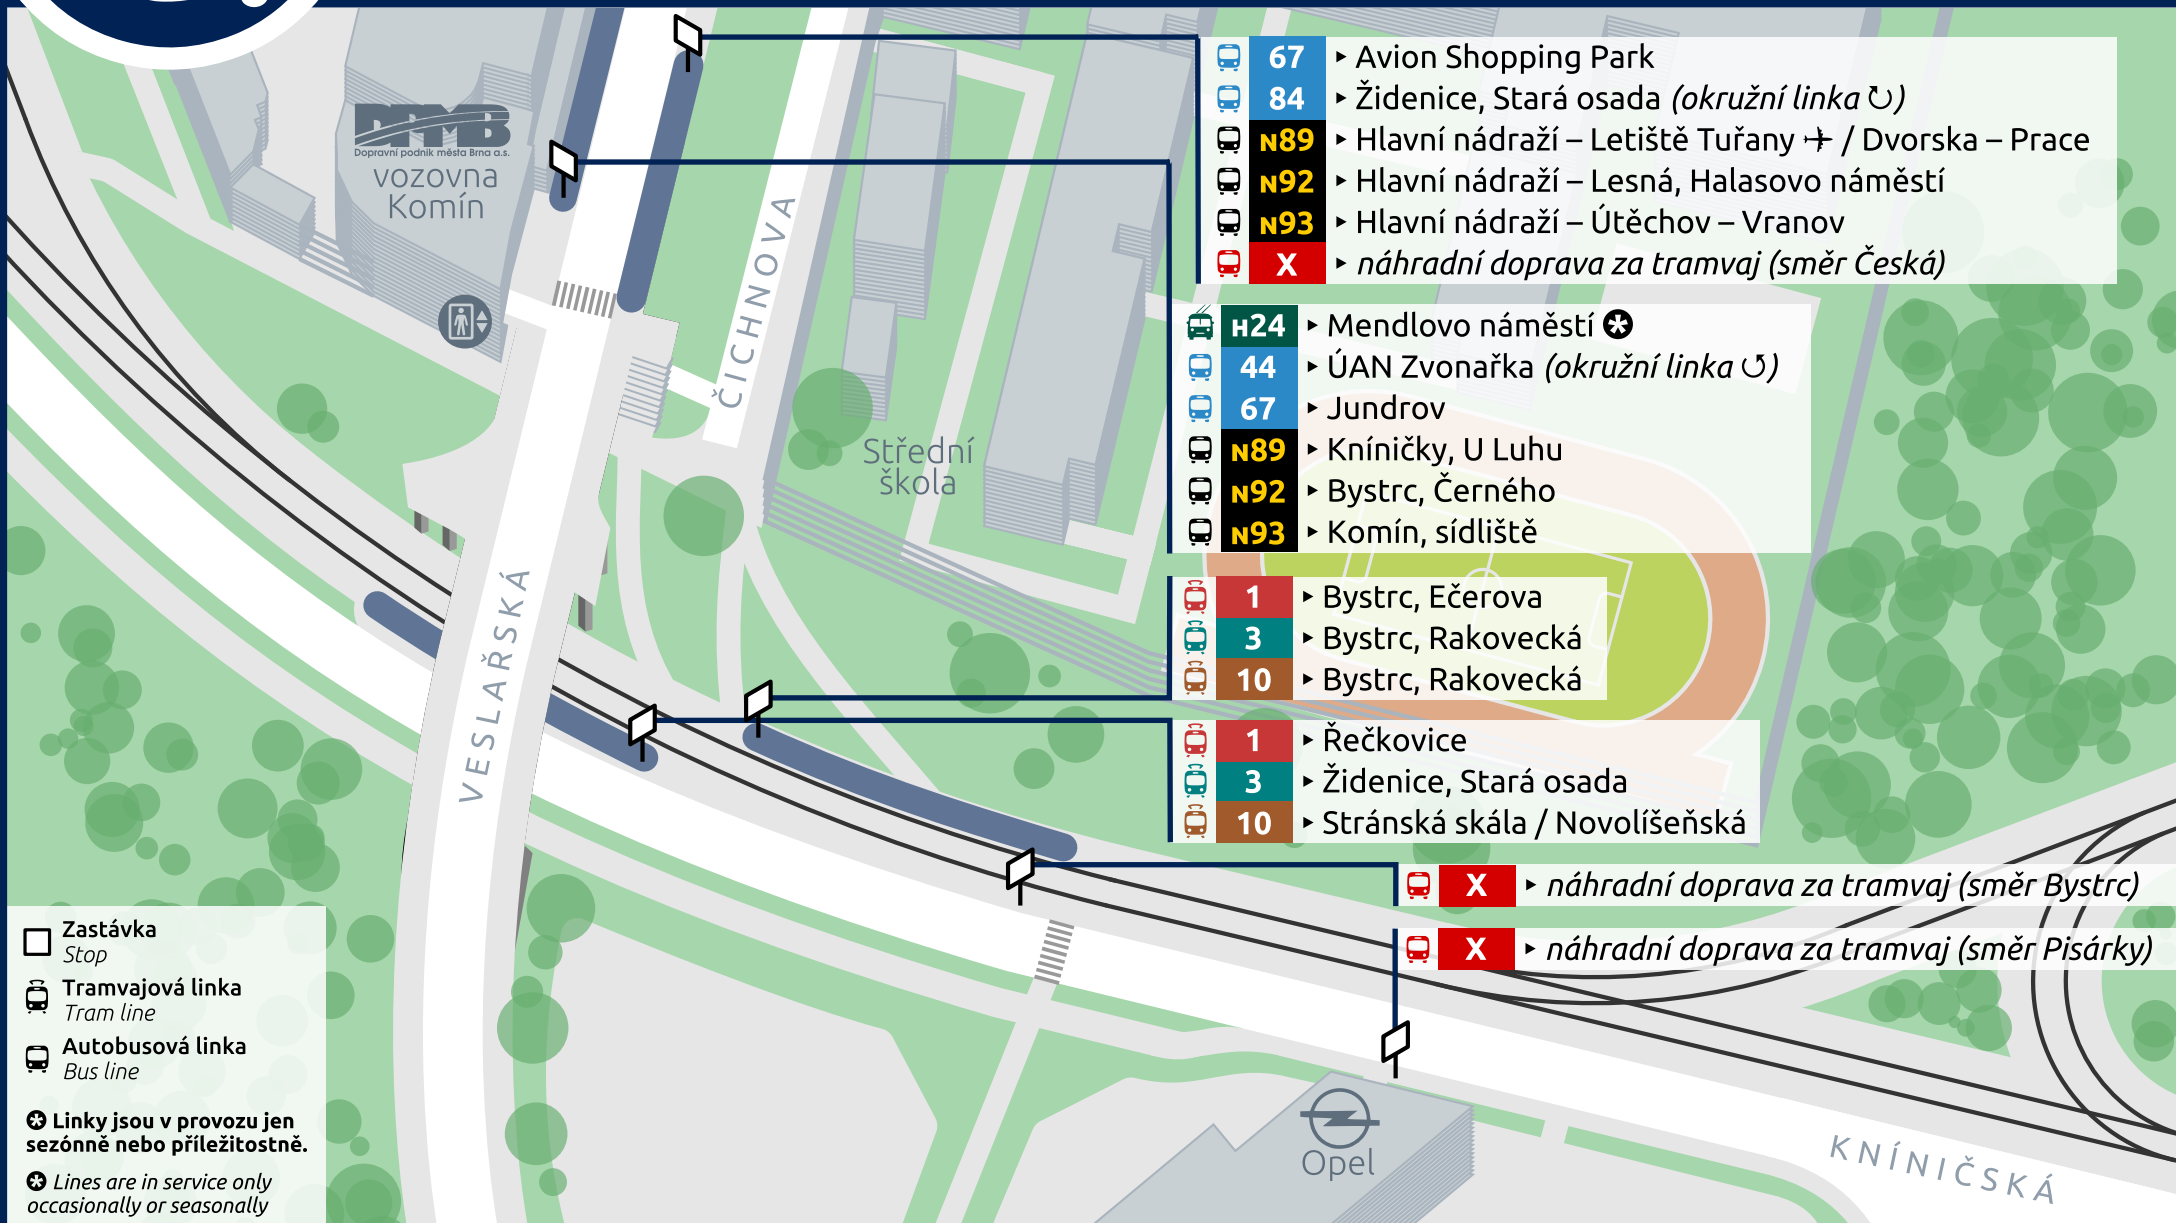 67 ‣ Avion Shopping Park
84 ‣ Židenice, Stará osada (okružní linka ↻)
N89 ‣ Hlavní nádraží – Letiště Tuřany ✈ / Dvorska – Prace
N92 ‣ Hlavní nádraží – Lesná, Halasovo náměstí
N93 ‣ Hlavní nádraží – Útěchov – Vranov
X ‣ náhradní doprava za tramvaj (směr Česká)
DPMB
Dopravní podnik města Brna a.s.
vozovna
Komín
ČICHNOVA
H24 ‣ Mendlovo náměstí ✪
44 ‣ ÚAN Zvonařka (okružní linka ↺)
67 ‣ Jundrov
N89 ‣ Kníničky, U Luhu
N92 ‣ Bystrc, Černého
N93 ‣ Komín, sídliště
Střední
škola
VESLAŘSKÁ
1 ‣ Bystrc, Ečerova
3 ‣ Bystrc, Rakovecká
10 ‣ Bystrc, Rakovecká
1 ‣ Řečkovice
3 ‣ Židenice, Stará osada
10 ‣ Stránská skála / Novolíšeňská
X ‣ náhradní doprava za tramvaj (směr Bystrc)
X ‣ náhradní doprava za tramvaj (směr Pisárky)
Zastávka
Stop
Tramvajová linka
Tram line
Autobusová linka
Bus line
✪ Linky jsou v provozu jen
sezónně nebo příležitostně.
✪ Lines are in service only
occasionally or seasonally
Opel
KNÍNIČSKÁ